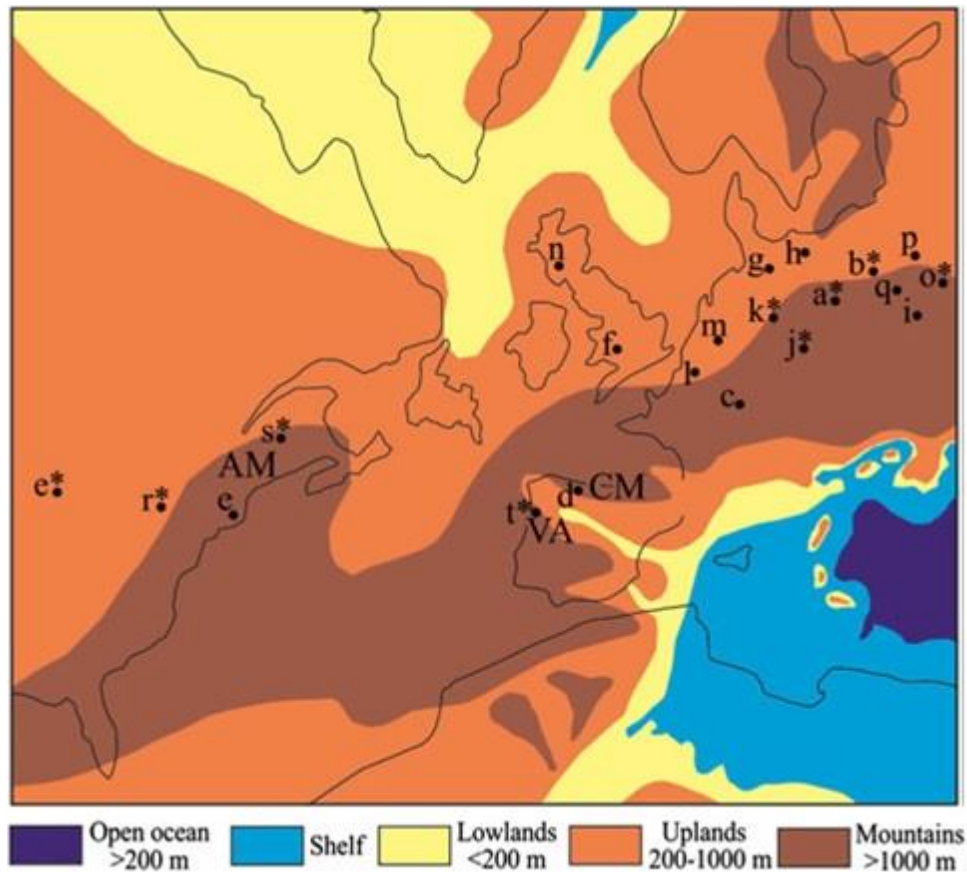 n
g
h
b*
p
o*
q
a*
i
k*
m
j*
f
l
c
s*
AM
e*
r*
e
d
CM
t*
VA
Open ocean
>200 m
Shelf
Lowlands
<200 m
Uplands
200-1000 m
Mountains
>1000 m